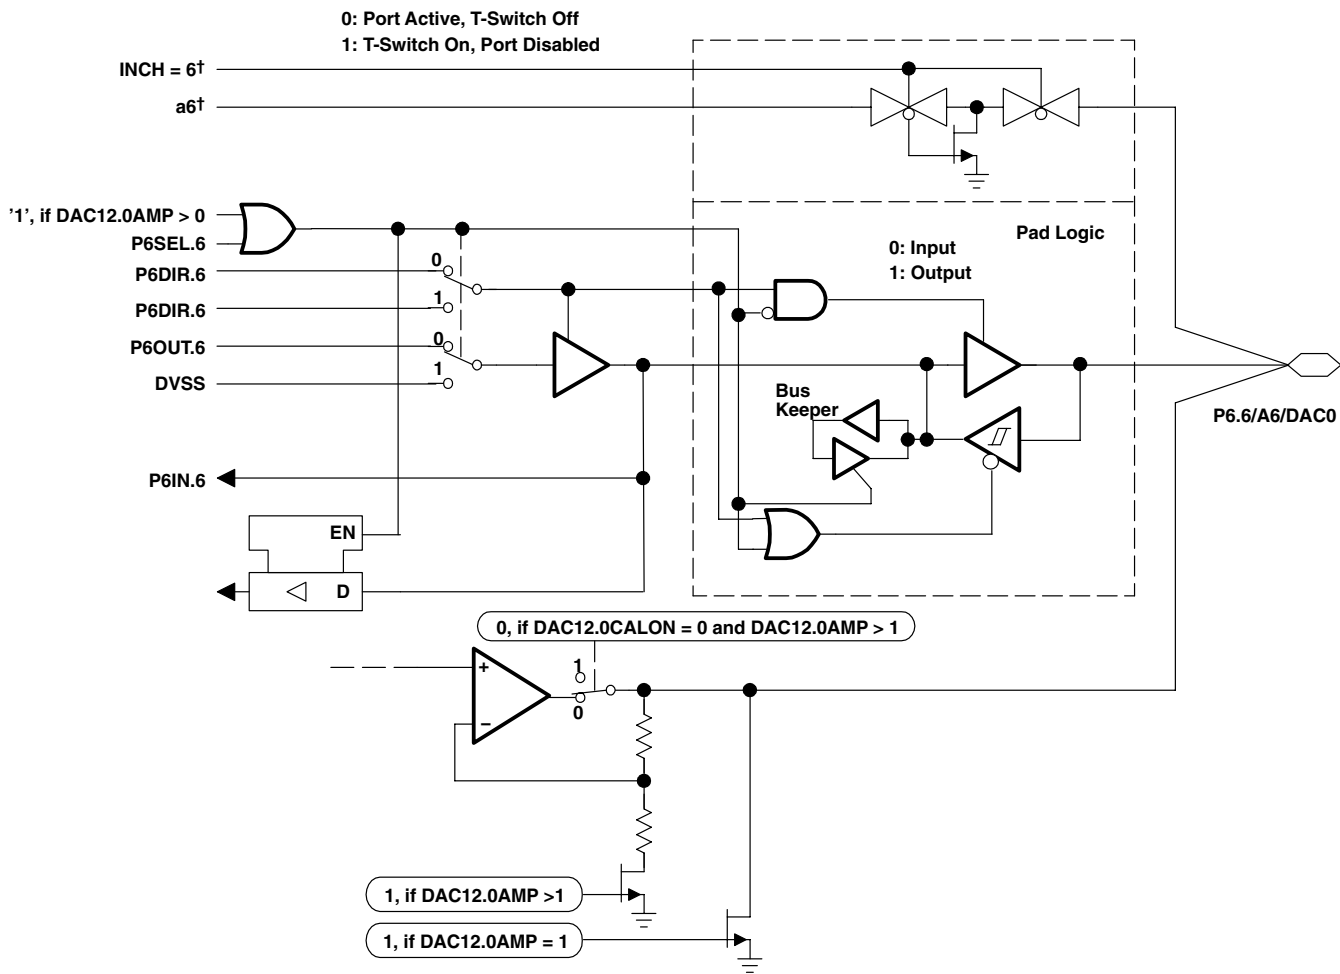 0: Port Active, T-Switch Off
1: T-Switch On, Port Disabled
INCH = 6†
a6†
'1', if DAC12.0AMP > 0
P6SEL.6
P6DIR.6
0
P6DIR.6
1
P6OUT.6
0
DVSS
1
Pad Logic
0: Input
1: Output
Bus
Keeper
P6.6/A6/DAC0
P6IN.6
EN
D
0, if DAC12.0CALON = 0 and DAC12.0AMP > 1
+
−
1
0
1, if DAC12.0AMP >1
1, if DAC12.0AMP = 1